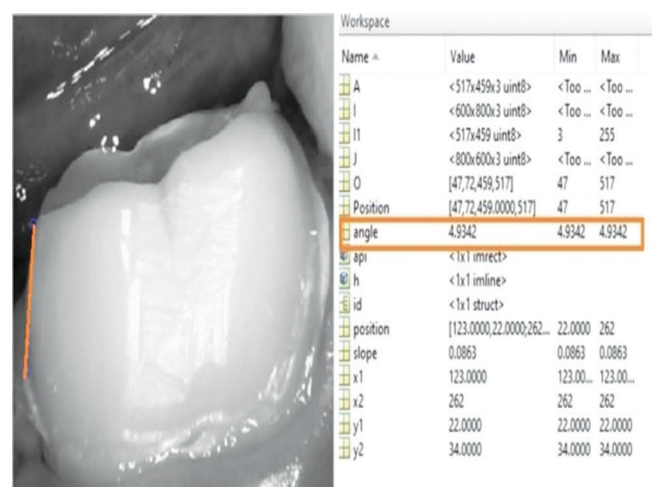 Workspace
Name Value Min Max
A <517x459x3 uint8> <Too ... <Too ...
I <600x800x3 uint8> <Too ... <Too ...
I1 <517x459 uint8> 3 255
J <800x600x3 uint8> <Too ... <Too ...
O [47,72,459,517] 47 517
Position [47,72,459.0000,517] 47 517
angle 4.9342 4.9342 4.9342
api <1x1 imrect>
h <1x1 imline>
id <1x1 struct>
position [123.0000,22.0000;262... 22.0000 262
slope 0.0863 0.0863 0.0863
x1 123.0000 123.00... 123.00...
x2 262 262 262
y1 22.0000 22.0000 22.0000
y2 34.0000 34.0000 34.0000